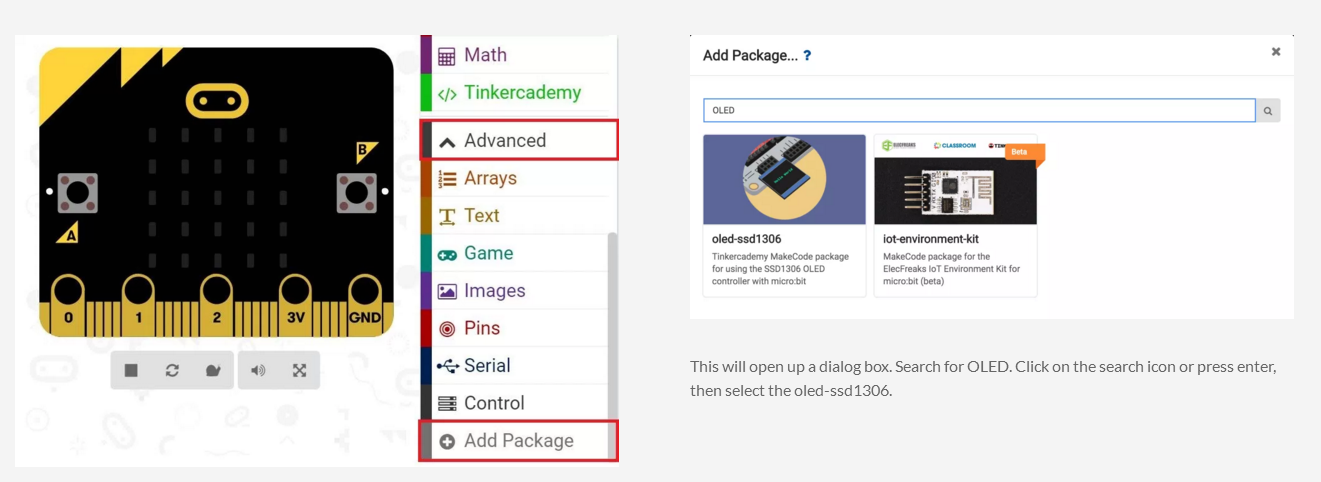 Math
Tinkercademy
Advanced
Arrays
Text
Game
Images
Pins
Serial
Control
Add Package
B
A
0
1
2
3V
GND
Add Package... ?
OLED
ELECFREAKS
CLASSROOM
Beta
oled-ssd1306
Tinkercademy MakeCode package
for using the SSD1306 OLED
controller with micro:bit
iot-environment-kit
MakeCode package for the
ElecFreaks IoT Environment Kit for
micro:bit (beta)
This will open up a dialog box. Search for OLED. Click on the search icon or press enter,
then select the oled-ssd1306.